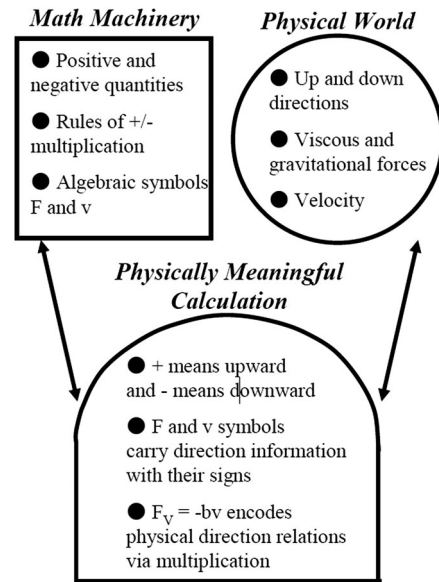 Math Machinery
● Positive and
negative quantities
● Rules of +/-
multiplication
● Algebraic symbols
F and v
Physical World
● Up and down
directions
● Viscous and
gravitational forces
● Velocity
Physically Meaningful
Calculation
● + means upward
and - means downward
● F and v symbols
carry direction information
with their signs
● F_V = -bv encodes
physical direction relations
via multiplication